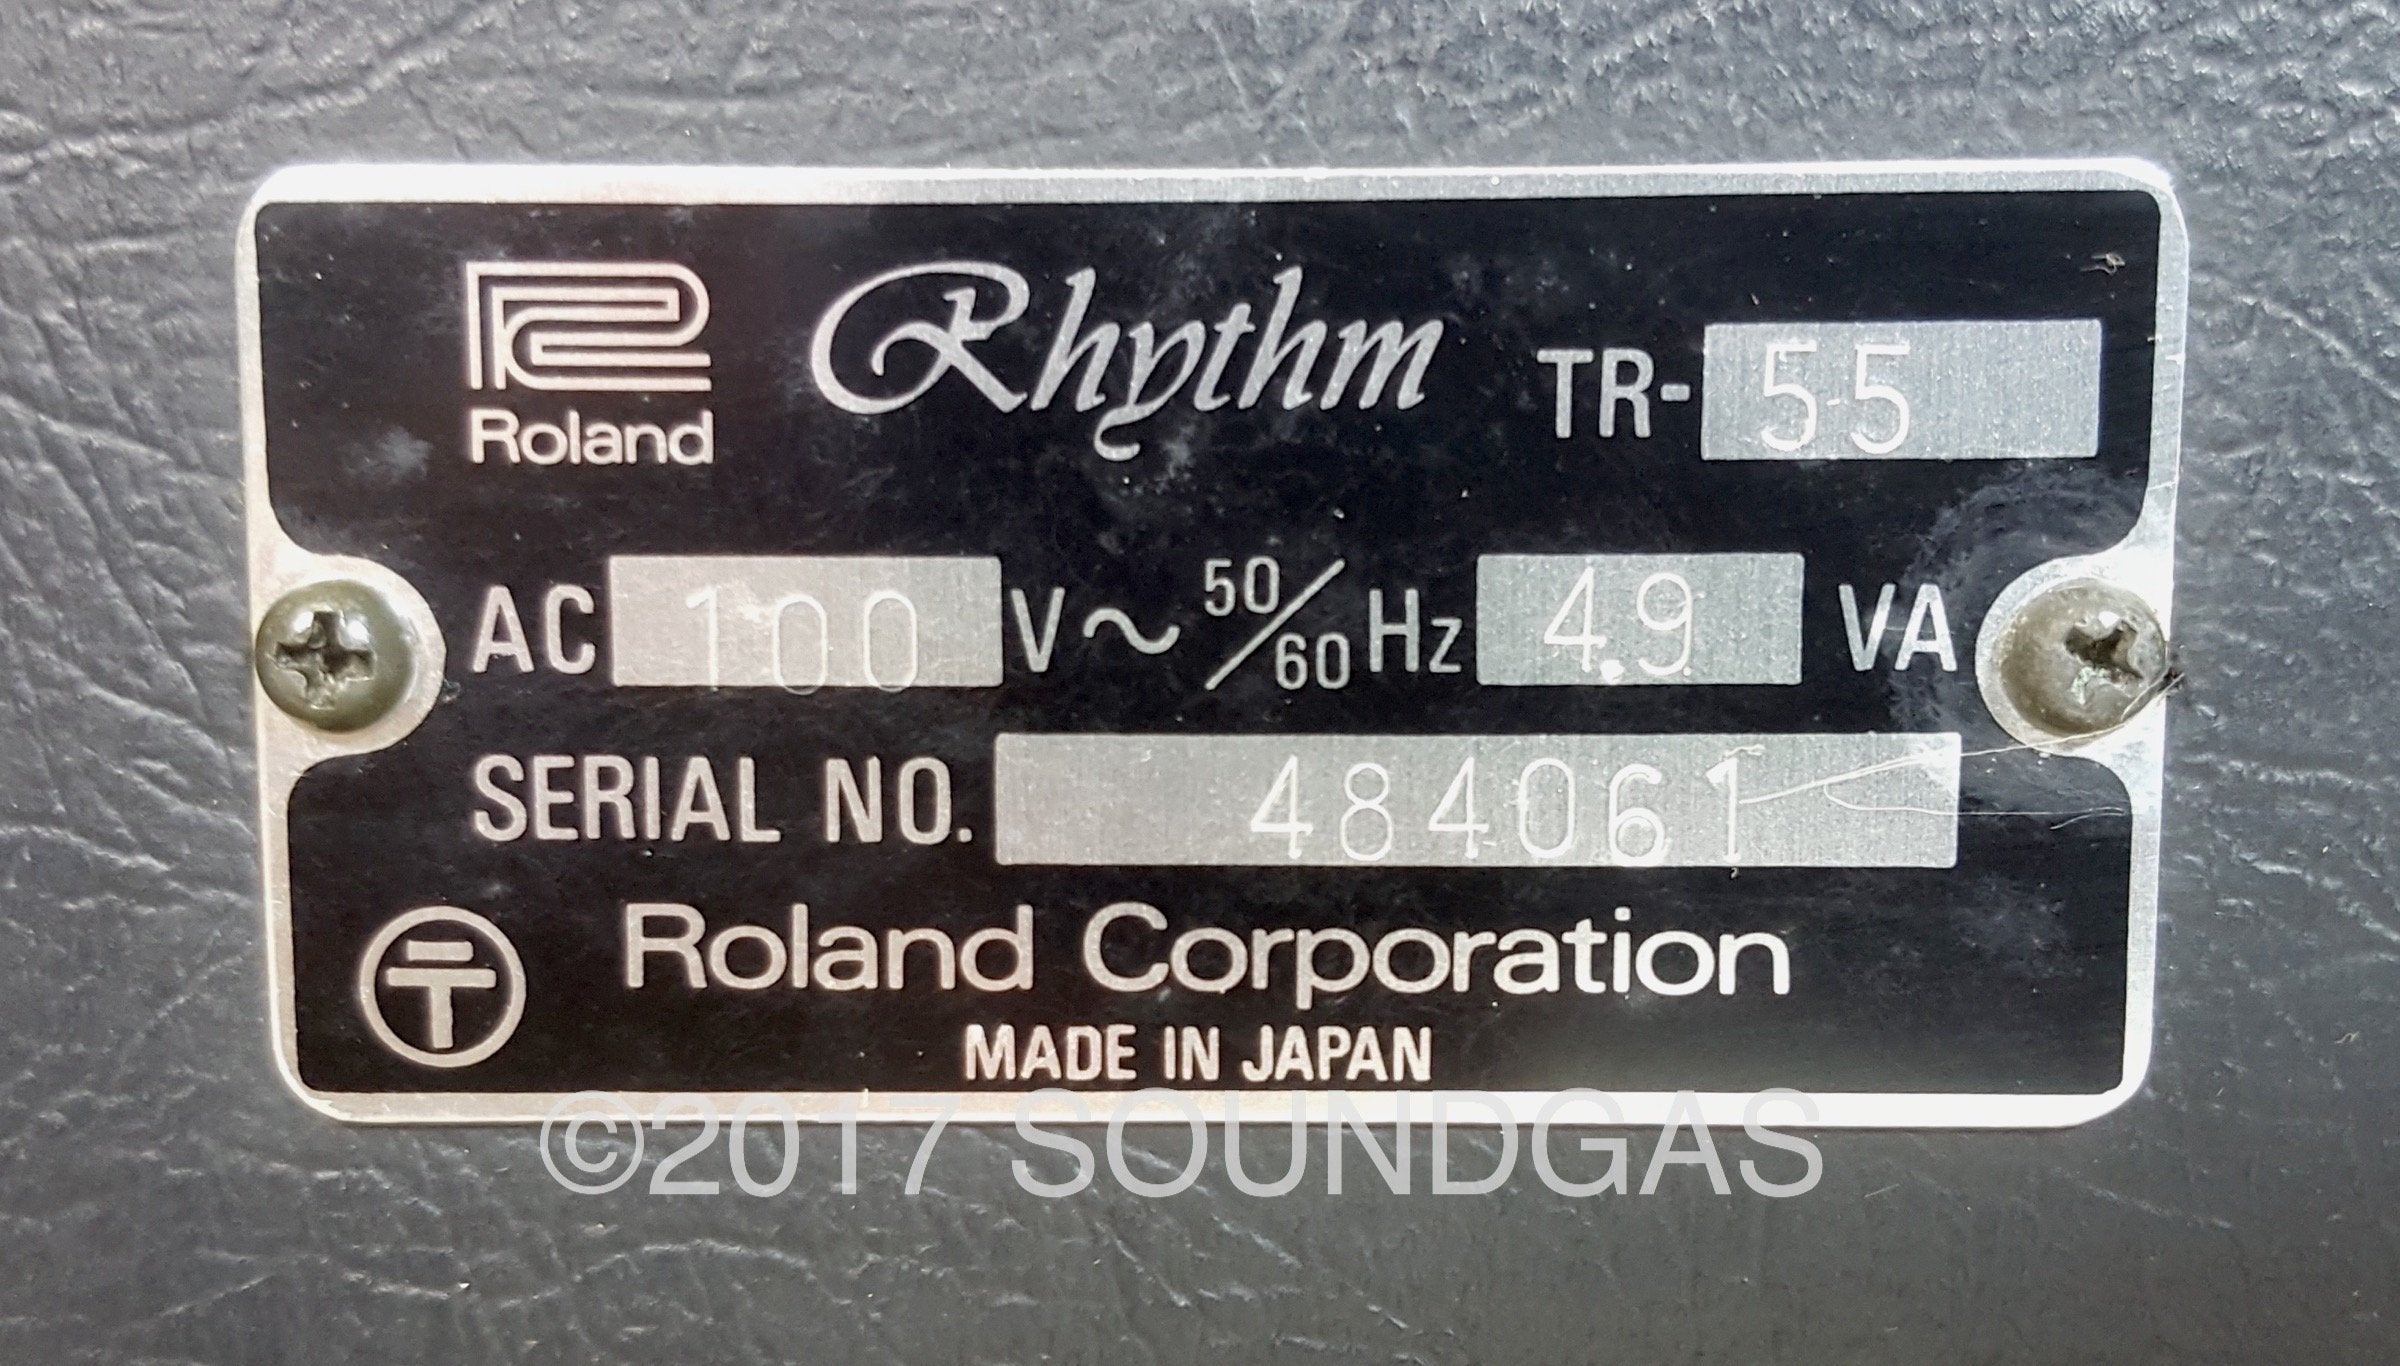 Roland Rhythm TR-55
AC 100 V~ 50/60 Hz 4.9 VA
SERIAL NO. 484061
Roland Corporation
MADE IN JAPAN
©2017 SOUNDGAS